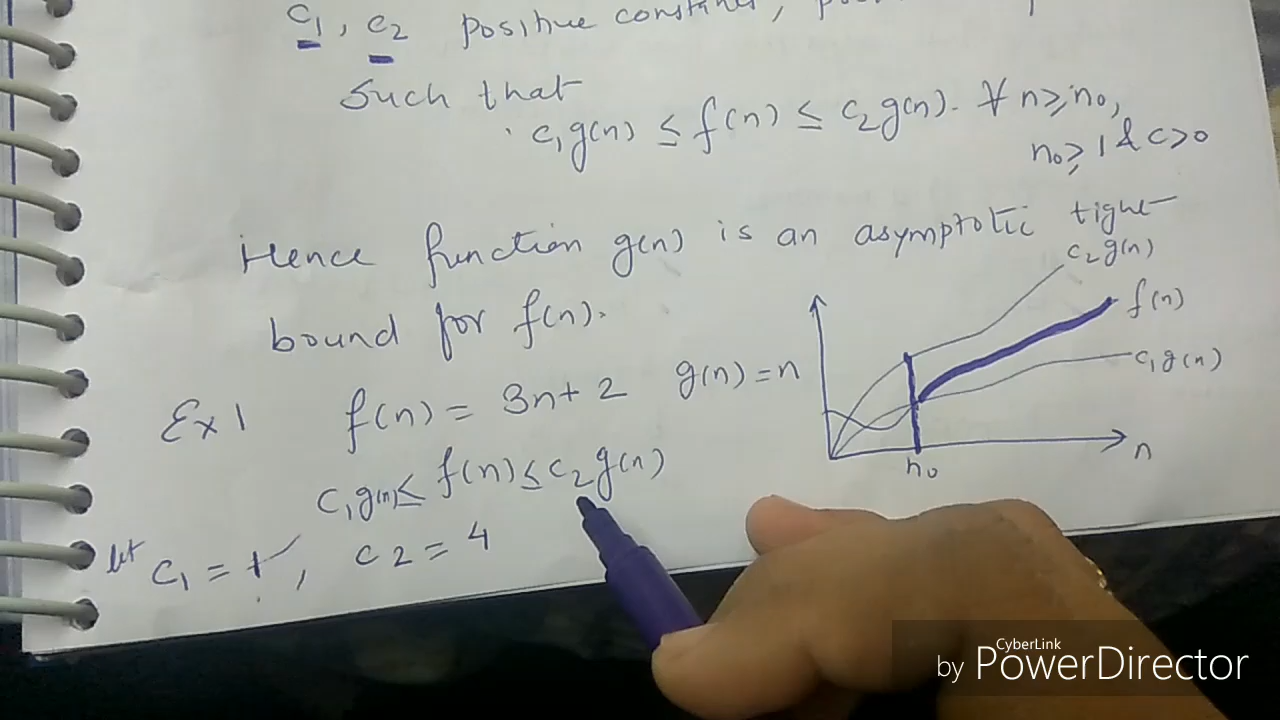 c₁, c₂ positive
such that
c₁g(n) ≤ f(n) ≤ c₂g(n). ∀ n ≥ n₀,
n₀ ≥ 1 & c > 0
Hence function g(n) is an asymptotic tight
bound for f(n).
c₂g(n)
f(n)
c₁g(n)
n
n₀
Ex 1 f(n) = 3n + 2 g(n) = n
c₁g(n) ≤ f(n) ≤ c₂g(n)
let c₁ = 1, c₂ = 4
by CyberLink PowerDirector